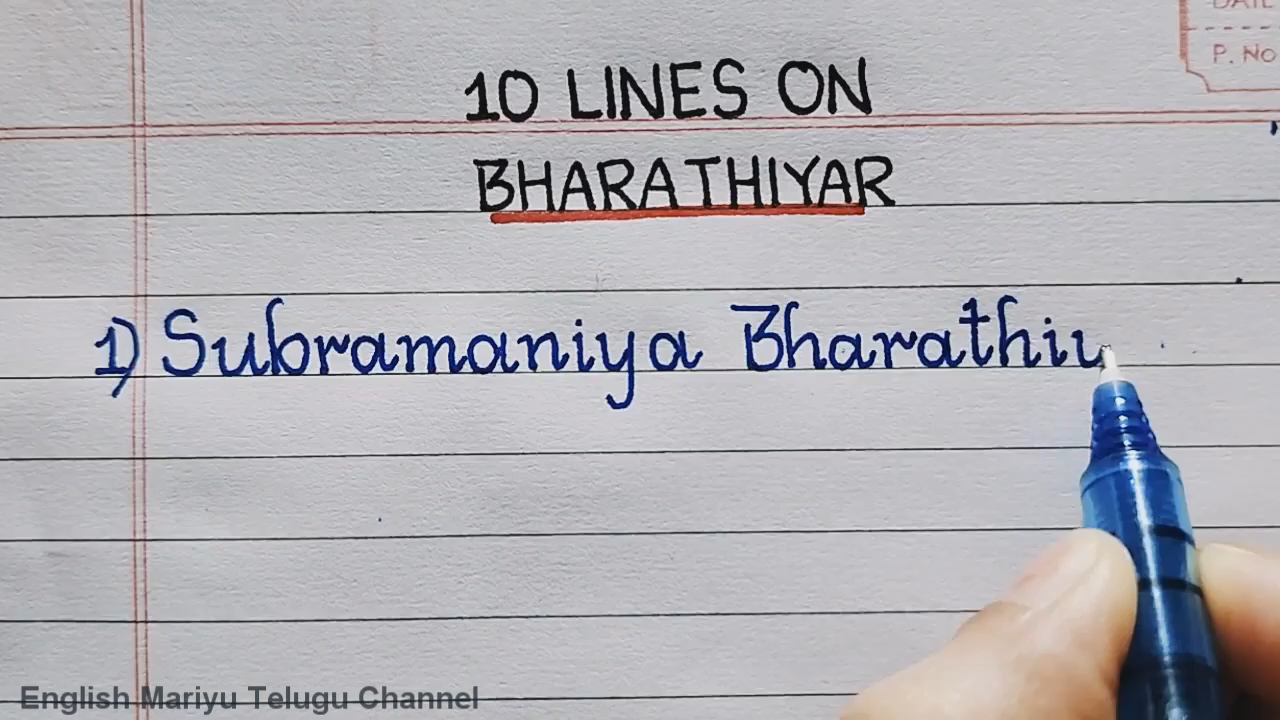 P. No
10 LINES ON
BHARATHIYAR
1) Subramaniya Bharathi
English Mariyu Telugu Channel